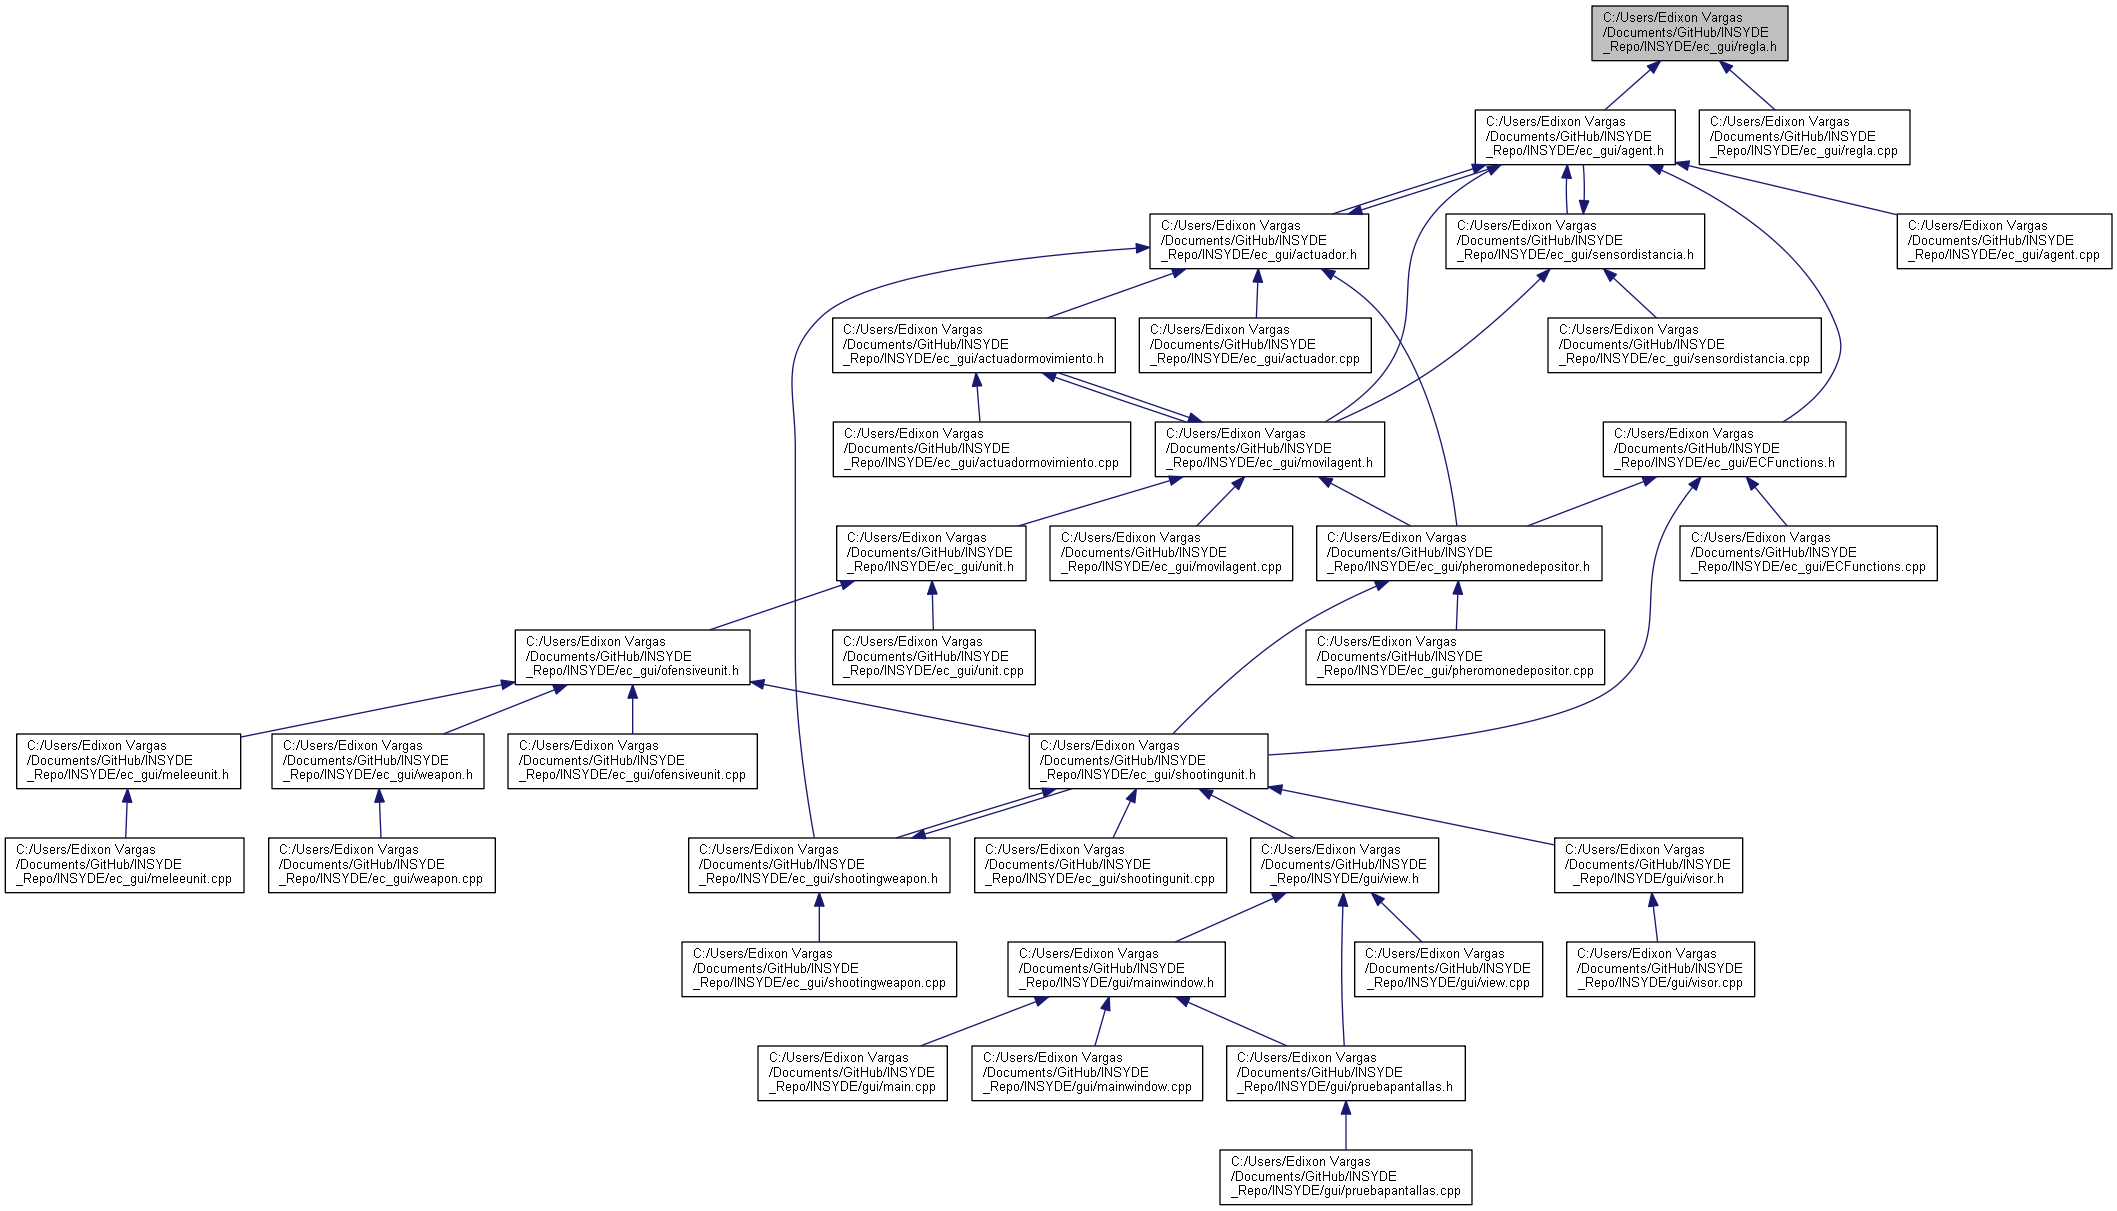 C:/Users/Edixon Vargas
/Documents/GitHub/INSYDE
_Repo/INSYDE/ec_gui/regla.h
C:/Users/Edixon Vargas
/Documents/GitHub/INSYDE
_Repo/INSYDE/ec_gui/agent.h
C:/Users/Edixon Vargas
/Documents/GitHub/INSYDE
_Repo/INSYDE/ec_gui/regla.cpp
C:/Users/Edixon Vargas
/Documents/GitHub/INSYDE
_Repo/INSYDE/ec_gui/actuador.h
C:/Users/Edixon Vargas
/Documents/GitHub/INSYDE
_Repo/INSYDE/ec_gui/sensordistancia.h
C:/Users/Edixon Vargas
/Documents/GitHub/INSYDE
_Repo/INSYDE/ec_gui/agent.cpp
C:/Users/Edixon Vargas
/Documents/GitHub/INSYDE
_Repo/INSYDE/ec_gui/actuadormovimiento.h
C:/Users/Edixon Vargas
/Documents/GitHub/INSYDE
_Repo/INSYDE/ec_gui/actuador.cpp
C:/Users/Edixon Vargas
/Documents/GitHub/INSYDE
_Repo/INSYDE/ec_gui/sensordistancia.cpp
C:/Users/Edixon Vargas
/Documents/GitHub/INSYDE
_Repo/INSYDE/ec_gui/actuadormovimiento.cpp
C:/Users/Edixon Vargas
/Documents/GitHub/INSYDE
_Repo/INSYDE/ec_gui/movilagent.h
C:/Users/Edixon Vargas
/Documents/GitHub/INSYDE
_Repo/INSYDE/ec_gui/ECFunctions.h
C:/Users/Edixon Vargas
/Documents/GitHub/INSYDE
_Repo/INSYDE/ec_gui/unit.h
C:/Users/Edixon Vargas
/Documents/GitHub/INSYDE
_Repo/INSYDE/ec_gui/movilagent.cpp
C:/Users/Edixon Vargas
/Documents/GitHub/INSYDE
_Repo/INSYDE/ec_gui/pheromonedepositor.h
C:/Users/Edixon Vargas
/Documents/GitHub/INSYDE
_Repo/INSYDE/ec_gui/ECFunctions.cpp
C:/Users/Edixon Vargas
/Documents/GitHub/INSYDE
_Repo/INSYDE/ec_gui/ofensiveunit.h
C:/Users/Edixon Vargas
/Documents/GitHub/INSYDE
_Repo/INSYDE/ec_gui/unit.cpp
C:/Users/Edixon Vargas
/Documents/GitHub/INSYDE
_Repo/INSYDE/ec_gui/pheromonedepositor.cpp
C:/Users/Edixon Vargas
/Documents/GitHub/INSYDE
_Repo/INSYDE/ec_gui/meleeunit.h
C:/Users/Edixon Vargas
/Documents/GitHub/INSYDE
_Repo/INSYDE/ec_gui/weapon.h
C:/Users/Edixon Vargas
/Documents/GitHub/INSYDE
_Repo/INSYDE/ec_gui/ofensiveunit.cpp
C:/Users/Edixon Vargas
/Documents/GitHub/INSYDE
_Repo/INSYDE/ec_gui/shootingunit.h
C:/Users/Edixon Vargas
/Documents/GitHub/INSYDE
_Repo/INSYDE/ec_gui/meleeunit.cpp
C:/Users/Edixon Vargas
/Documents/GitHub/INSYDE
_Repo/INSYDE/ec_gui/weapon.cpp
C:/Users/Edixon Vargas
/Documents/GitHub/INSYDE
_Repo/INSYDE/ec_gui/shootingweapon.h
C:/Users/Edixon Vargas
/Documents/GitHub/INSYDE
_Repo/INSYDE/ec_gui/shootingunit.cpp
C:/Users/Edixon Vargas
/Documents/GitHub/INSYDE
_Repo/INSYDE/gui/view.h
C:/Users/Edixon Vargas
/Documents/GitHub/INSYDE
_Repo/INSYDE/gui/visor.h
C:/Users/Edixon Vargas
/Documents/GitHub/INSYDE
_Repo/INSYDE/ec_gui/shootingweapon.cpp
C:/Users/Edixon Vargas
/Documents/GitHub/INSYDE
_Repo/INSYDE/gui/mainwindow.h
C:/Users/Edixon Vargas
/Documents/GitHub/INSYDE
_Repo/INSYDE/gui/view.cpp
C:/Users/Edixon Vargas
/Documents/GitHub/INSYDE
_Repo/INSYDE/gui/visor.cpp
C:/Users/Edixon Vargas
/Documents/GitHub/INSYDE
_Repo/INSYDE/gui/main.cpp
C:/Users/Edixon Vargas
/Documents/GitHub/INSYDE
_Repo/INSYDE/gui/mainwindow.cpp
C:/Users/Edixon Vargas
/Documents/GitHub/INSYDE
_Repo/INSYDE/gui/pruebapantallas.h
C:/Users/Edixon Vargas
/Documents/GitHub/INSYDE
_Repo/INSYDE/gui/pruebapantallas.cpp